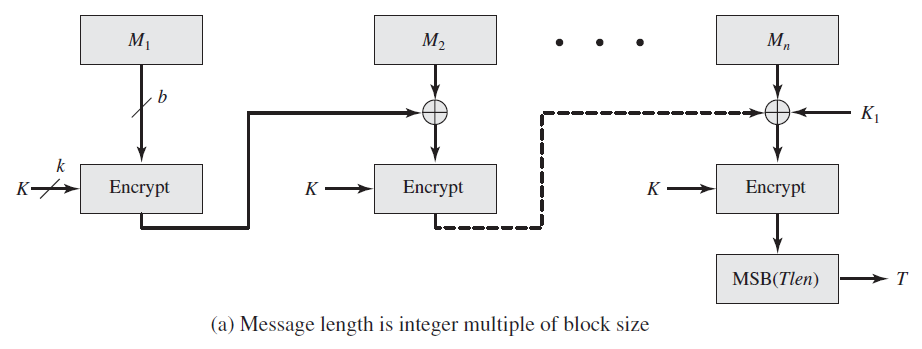 M₁ M₂ . . . Mₙ
b
K₁
k
K Encrypt K Encrypt K Encrypt
MSB(Tlen) T
(a) Message length is integer multiple of block size